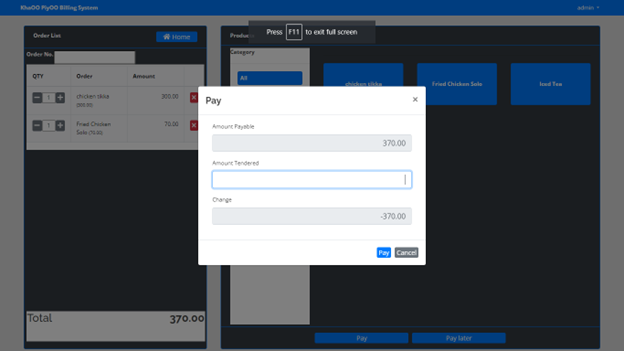 KhaOO PiyOO Billing System
admin
Press F11 to exit full screen
Order List
Home
Order No.
QTY Order Amount
1 chicken tikka 300.00
(300.00)
1 Fried Chicken 70.00
Solo (70.00)
Total 370.00
Category
All
chicken tikka
Fried Chicken Solo
Iced Tea
Pay ×
Amount Payable
370.00
Amount Tendered
Change
-370.00
Pay Cancel
Pay Pay later